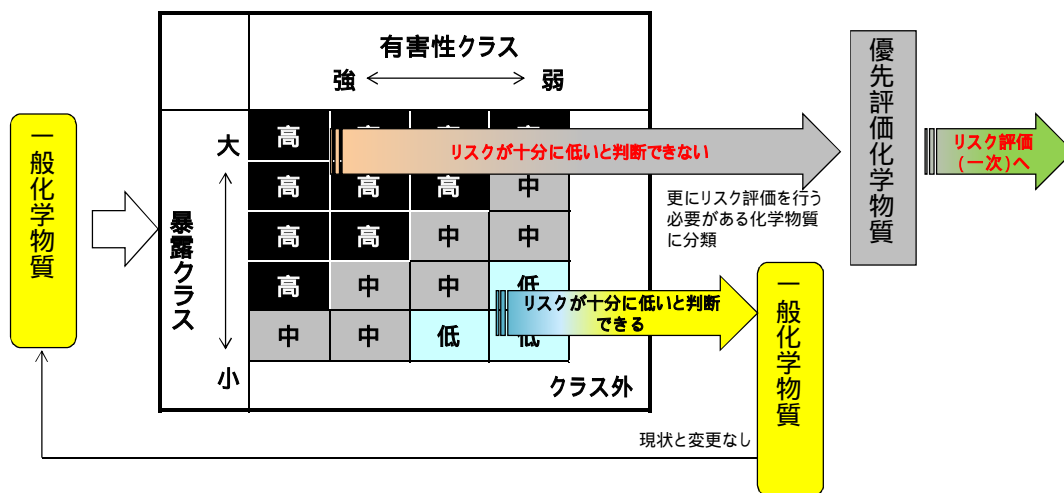 有害性クラス
強 弱
一般化学物質
暴露クラス
大
小
高
高 高 高 中
高 高 中 中
高 中 中 低
中 中 低 低
クラス外
リスクが十分に低いと判断できない
更にリスク評価を行う
必要がある化学物質
に分類
優先評価化学物質
リスク評価
(一次)へ
リスクが十分に低いと判断
できる
一般化学物質
現状と変更なし